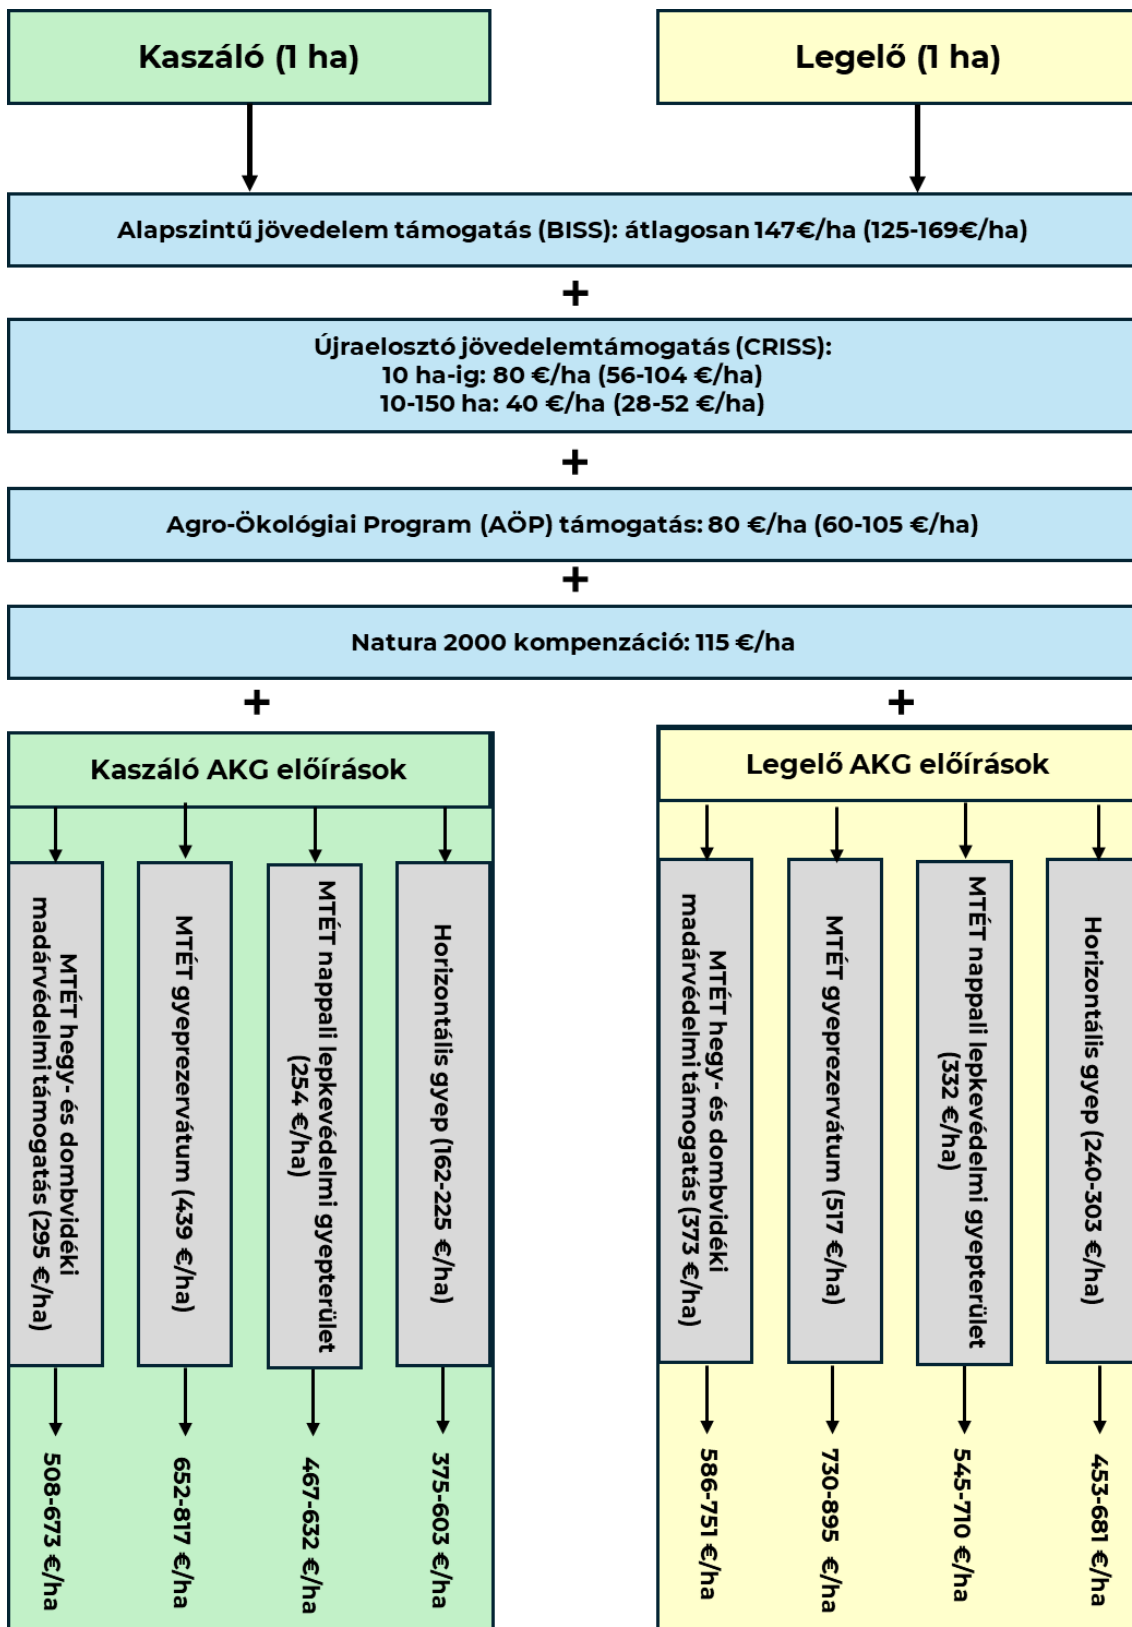 Kaszáló (1 ha)
Legelő (1 ha)
Alapszintű jövedelem támogatás (BISS): átlagosan 147€/ha (125-169€/ha)
+
Újraelosztó jövedelemtámogatás (CRISS):
10 ha-ig: 80 €/ha (56-104 €/ha)
10-150 ha: 40 €/ha (28-52 €/ha)
+
Agro-Ökológiai Program (AÖP) támogatás: 80 €/ha (60-105 €/ha)
+
Natura 2000 kompenzáció: 115 €/ha
+
+
Kaszáló AKG előírások
MTÉT hegy- és dombvidéki
madárvédelmi támogatás (295 €/ha)
MTÉT gyeprezervátum (439 €/ha)
MTÉT nappali lepkevédelmi gyepterület
(254 €/ha)
Horizontális gyep (162-225 €/ha)
508-673 €/ha
652-817 €/ha
467-632 €/ha
375-603 €/ha
Legelő AKG előírások
MTÉT hegy- és dombvidéki
madárvédelmi támogatás (373 €/ha)
MTÉT gyeprezervátum (517 €/ha)
MTÉT nappali lepkevédelmi gyepterület
(332 €/ha)
Horizontális gyep (240-303 €/ha)
586-751 €/ha
730-895 €/ha
545-710 €/ha
453-681 €/ha